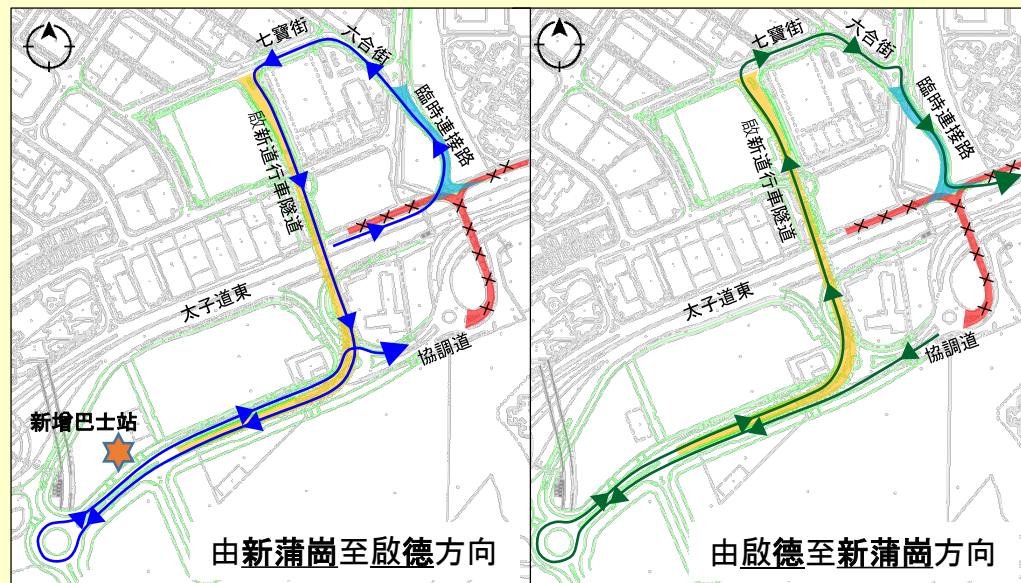 七寶街
六合街
臨時連接路
啟新道行車隧道
太子道東
協調道
新增巴士站
由新蒲崗至啟德方向
七寶街
六合街
臨時連接路
啟新道行車隧道
太子道東
協調道
由啟德至新蒲崗方向